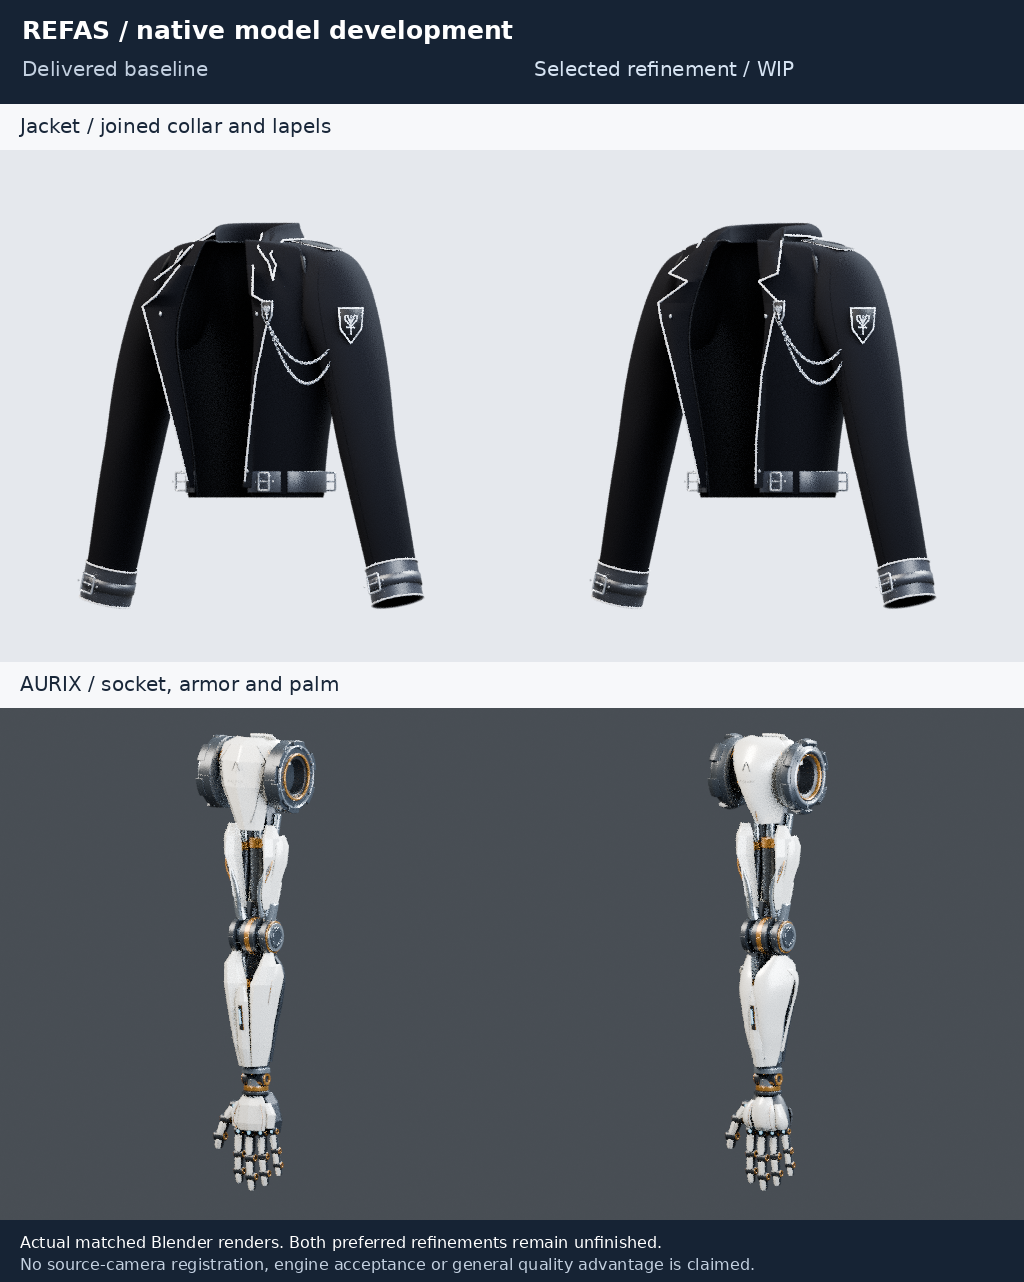 REFAS / native model development
Delivered baseline
Selected refinement / WIP
Jacket / joined collar and lapels
AURIX / socket, armor and palm
Actual matched Blender renders. Both preferred refinements remain unfinished.
No source-camera registration, engine acceptance or general quality advantage is claimed.